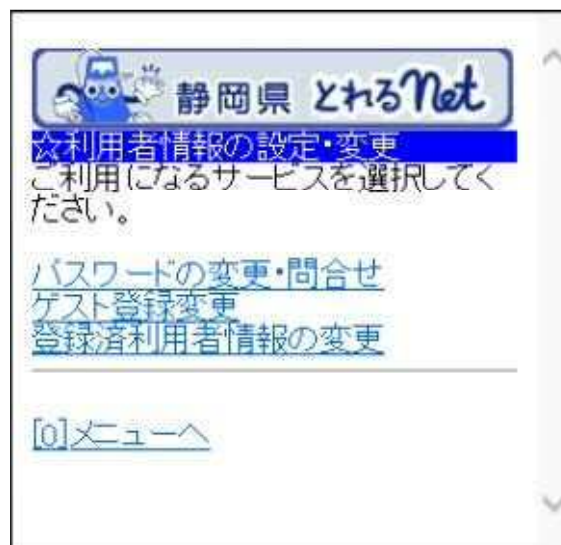 静岡県 とれるNet
☆利用者情報の設定・変更
ご利用になるサービスを選択してく
ださい。
パスワードの変更・問合せ
ゲスト登録変更
登録済利用者情報の変更
[0]メニューへ